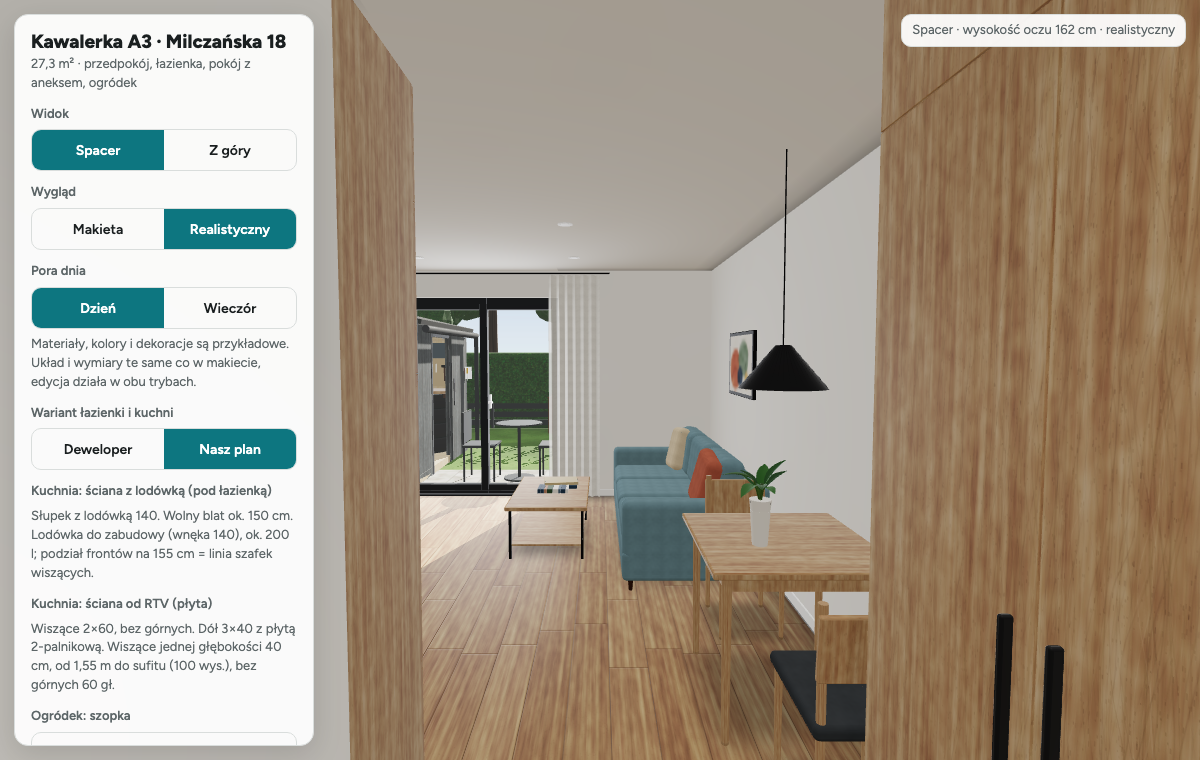 Kawalerka A3 · Milczańska 18
27,3 m² · przedpokój, łazienka, pokój z
aneksem, ogródek
Widok
Spacer
Z góry
Wygląd
Makieta
Realistyczny
Pora dnia
Dzień
Wieczór
Materiały, kolory i dekoracje są przykładowe.
Układ i wymiary te same co w makiecie,
edycja działa w obu trybach.
Wariant łazienki i kuchni
Deweloper
Nasz plan
Kuchnia: ściana z lodówką (pod łazienką)
Słupek z lodówką 140. Wolny blat ok. 150 cm.
Lodówka do zabudowy (wnęka 140), ok. 200
l; podział frontów na 155 cm = linia szafek
wiszących.
Kuchnia: ściana od RTV (płyta)
Wiszące 2×60, bez górnych. Dół 3×40 z płytą
2-palnikową. Wiszące jednej głębokości 40
cm, od 1,55 m do sufitu (100 wys.), bez
górnych 60 gł.
Ogródek: szopka
Spacer · wysokość oczu 162 cm · realistyczny